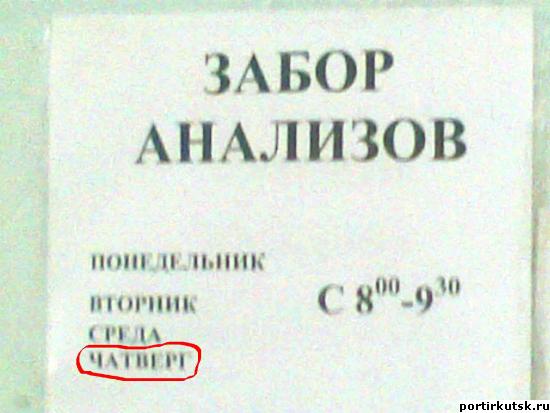 ЗАБОР
АНАЛИЗОВ
ПОНЕДЕЛЬНИК
ВТОРНИК
С 8⁰⁰-9³⁰
СРЕДА
ЧАТВЕРГ
portirkutsk.ru